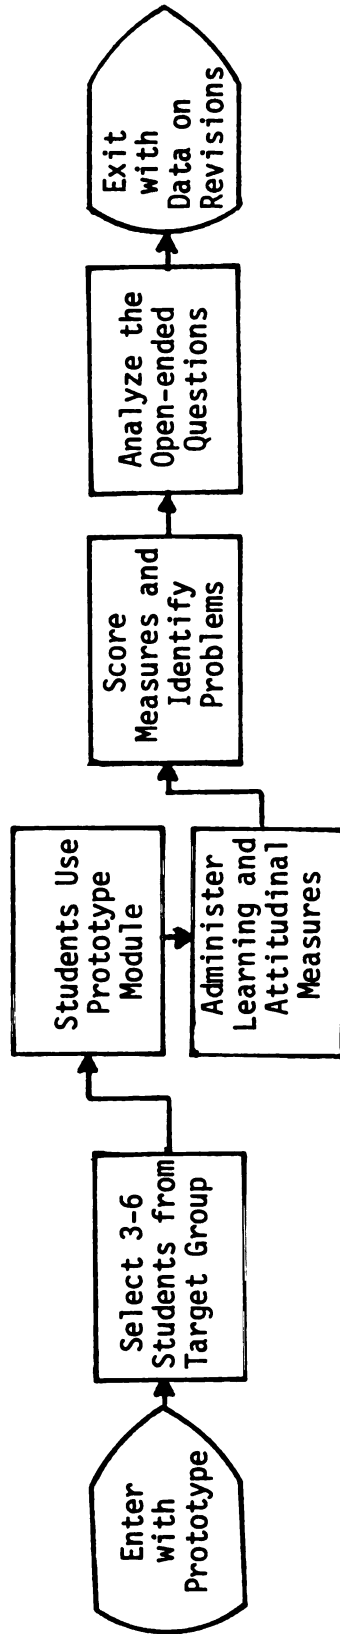 Enter
With
Prototype
Select 3-6
Students from
Target Group
Students Use
Prototype
Module
Administer
Learning and
Attitudinal
Measures
Score
Measures and
Identify
Problems
Analyze the
Open-ended
Questions
Exit
with
Data on
Revisions